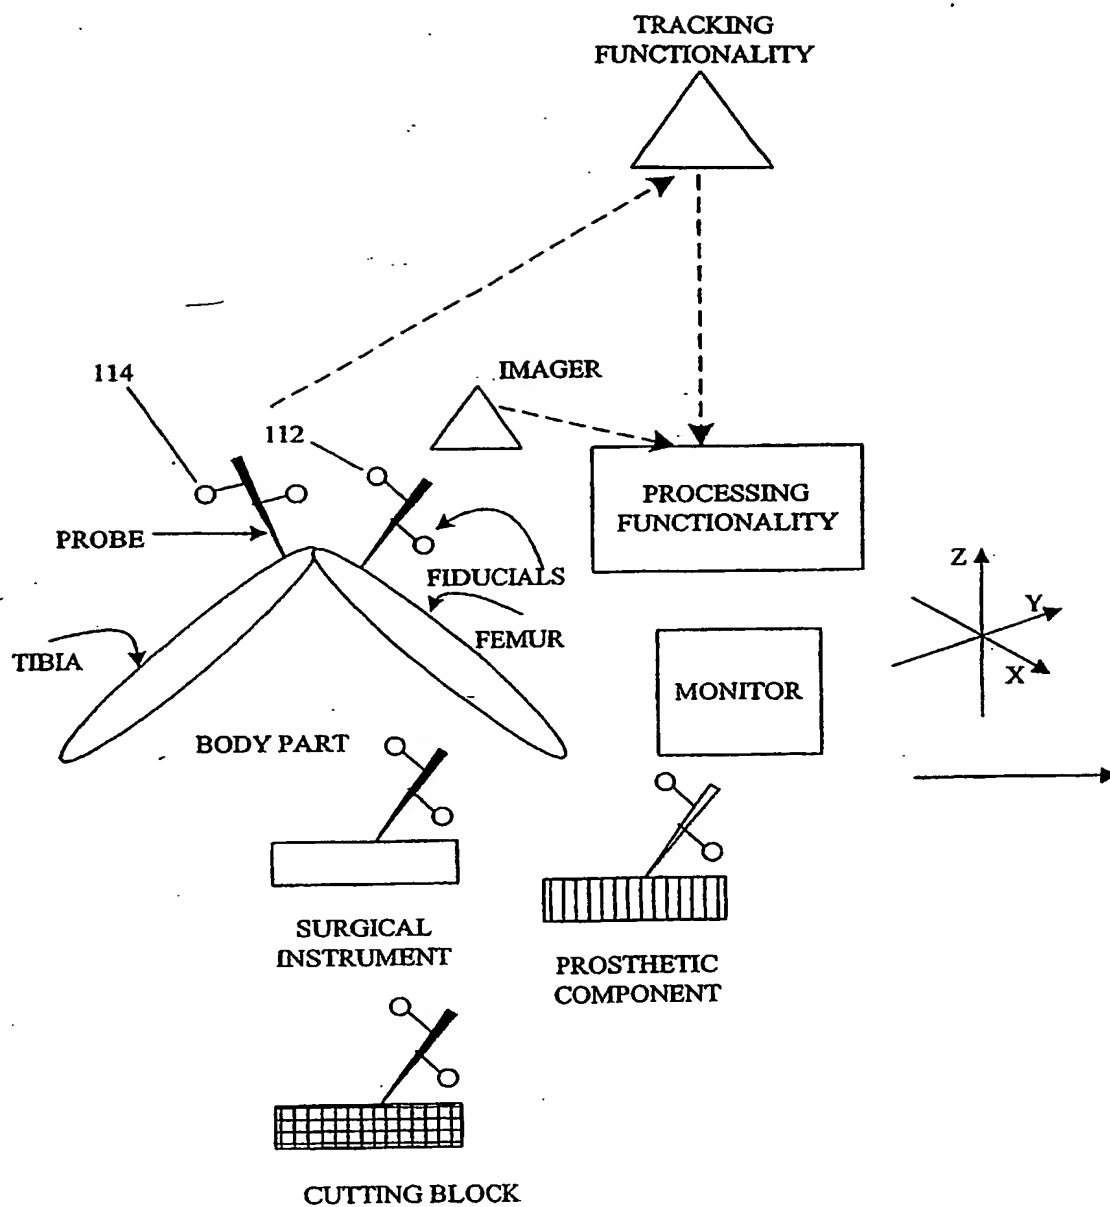 TRACKING
FUNCTIONALITY
IMAGER
114
112
PROCESSING
FUNCTIONALITY
PROBE
FIDUCIALS
Z
Y
X
FEMUR
TIBIA
MONITOR
BODY PART
SURGICAL
INSTRUMENT
PROSTHETIC
COMPONENT
CUTTING BLOCK